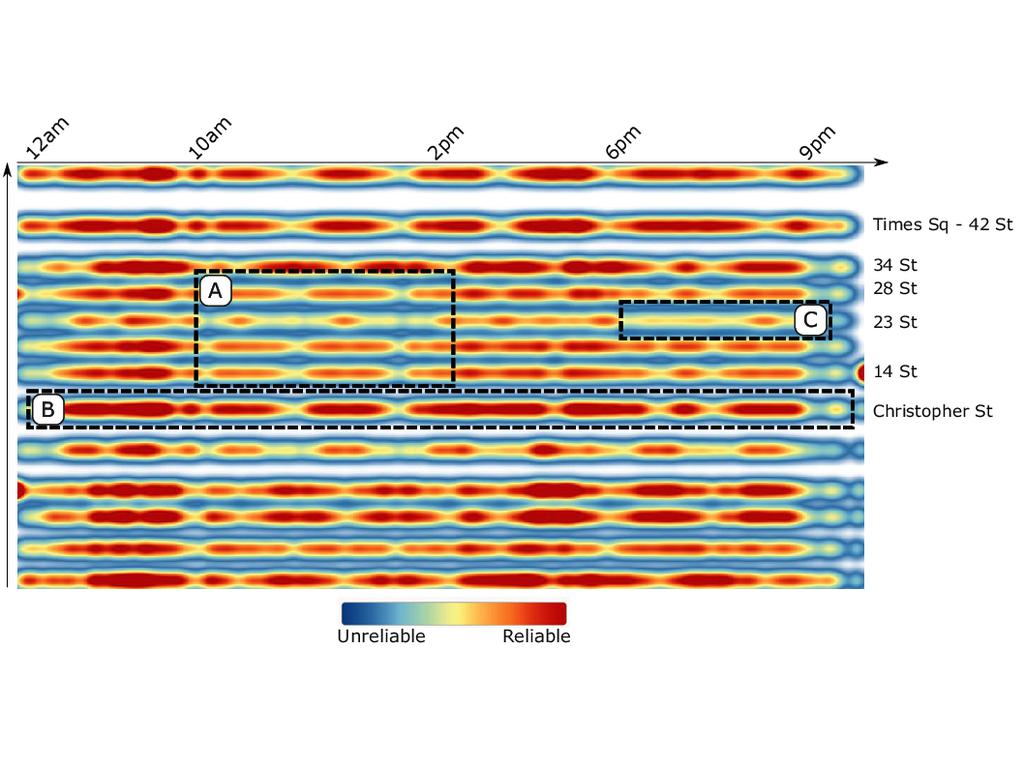 12am
10am
2pm
6pm
9pm
Times Sq - 42 St
34 St
A
28 St
C
23 St
14 St
B
Christopher St
Unreliable
Reliable